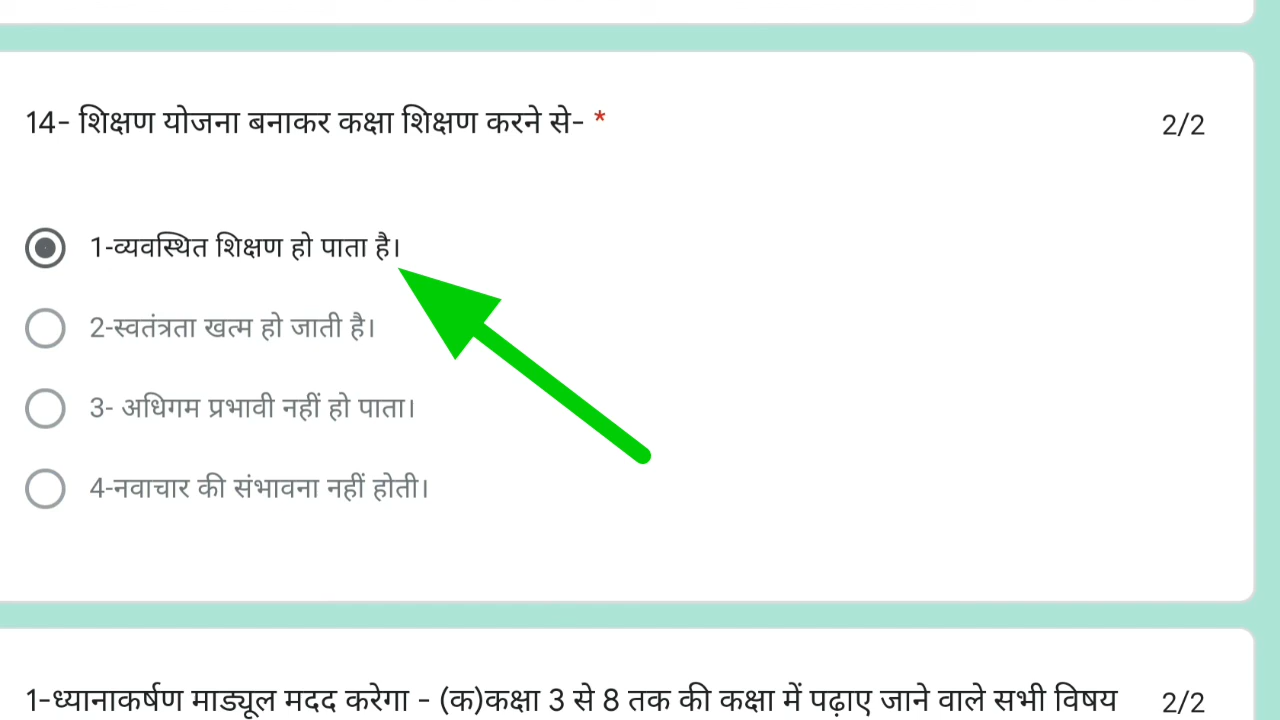 14- शिक्षण योजना बनाकर कक्षा शिक्षण करने से- *
2/2
1-व्यवस्थित शिक्षण हो पाता है।
2-स्वतंत्रता खत्म हो जाती है।
3- अधिगम प्रभावी नहीं हो पाता।
4-नवाचार की संभावना नहीं होती।
1-ध्यानाकर्षण माड्यूल मदद करेगा - (क)कक्षा 3 से 8 तक की कक्षा में पढ़ाए जाने वाले सभी विषय
2/2